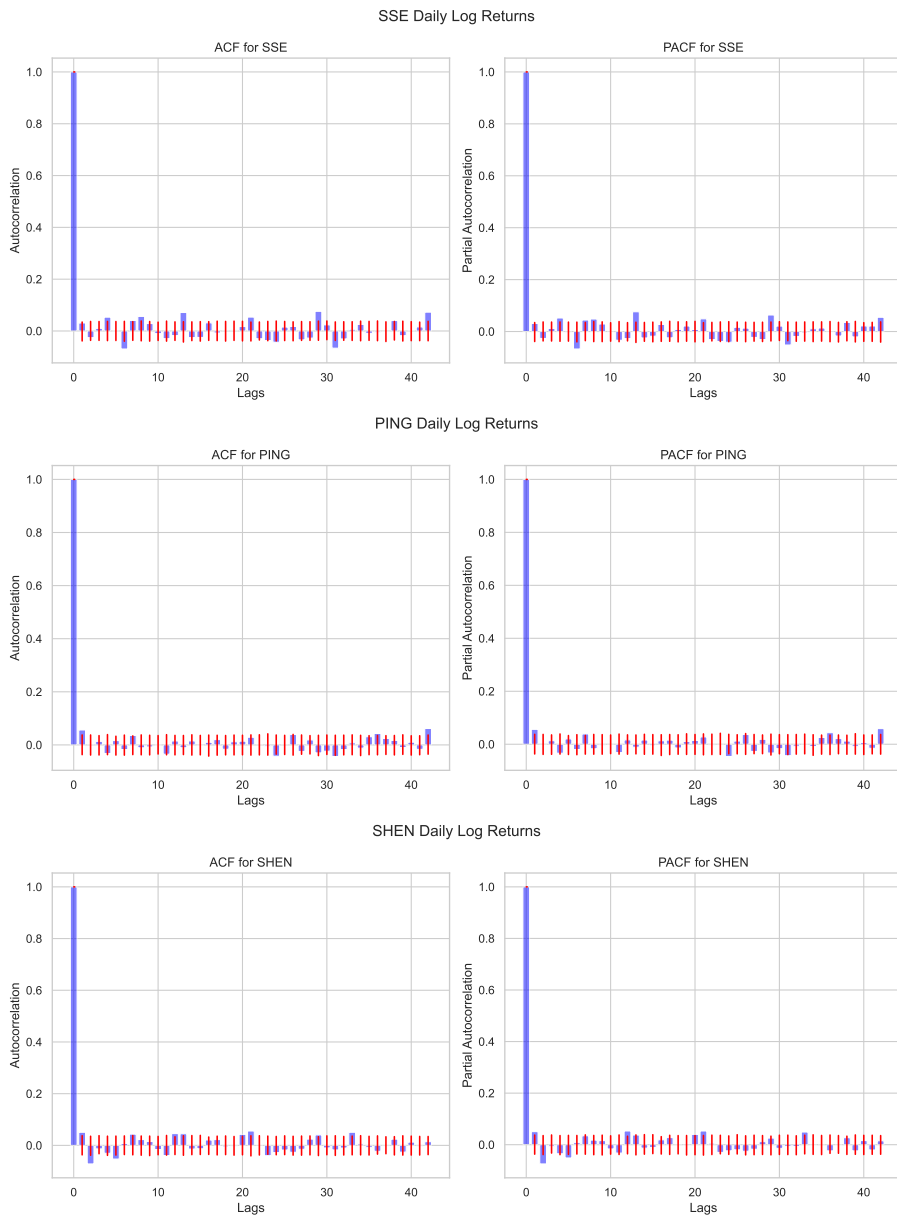 SSE Daily Log Returns
ACF for SSE
PACF for SSE
Autocorrelation
Partial Autocorrelation
1.0
0.8
0.6
0.4
0.2
0.0
1.0
0.8
0.6
0.4
0.2
0.0
0 10 20 30 40
0 10 20 30 40
Lags
Lags
PING Daily Log Returns
ACF for PING
PACF for PING
Autocorrelation
Partial Autocorrelation
1.0
0.8
0.6
0.4
0.2
0.0
1.0
0.8
0.6
0.4
0.2
0.0
0 10 20 30 40
0 10 20 30 40
Lags
Lags
SHEN Daily Log Returns
ACF for SHEN
PACF for SHEN
Autocorrelation
Partial Autocorrelation
1.0
0.8
0.6
0.4
0.2
0.0
1.0
0.8
0.6
0.4
0.2
0.0
0 10 20 30 40
0 10 20 30 40
Lags
Lags